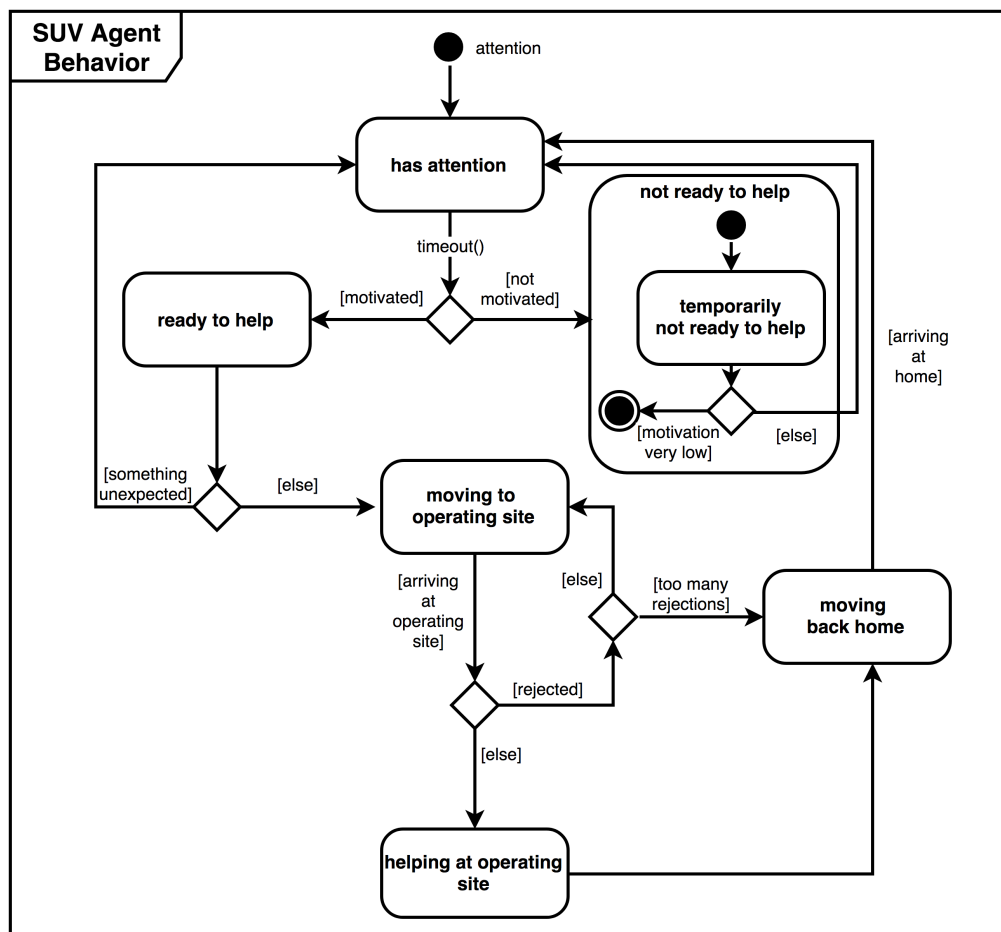 SUV Agent
Behavior
attention
has attention
not ready to help
timeout()
[motivated]
[not
motivated]
ready to help
temporarily
not ready to help
[arriving
at
home]
[motivation
very low]
[else]
[something
unexpected]
[else]
moving to
operating site
[arriving
at
operating
site]
[else]
[too many
rejections]
moving
back home
[rejected]
[else]
helping at operating
site